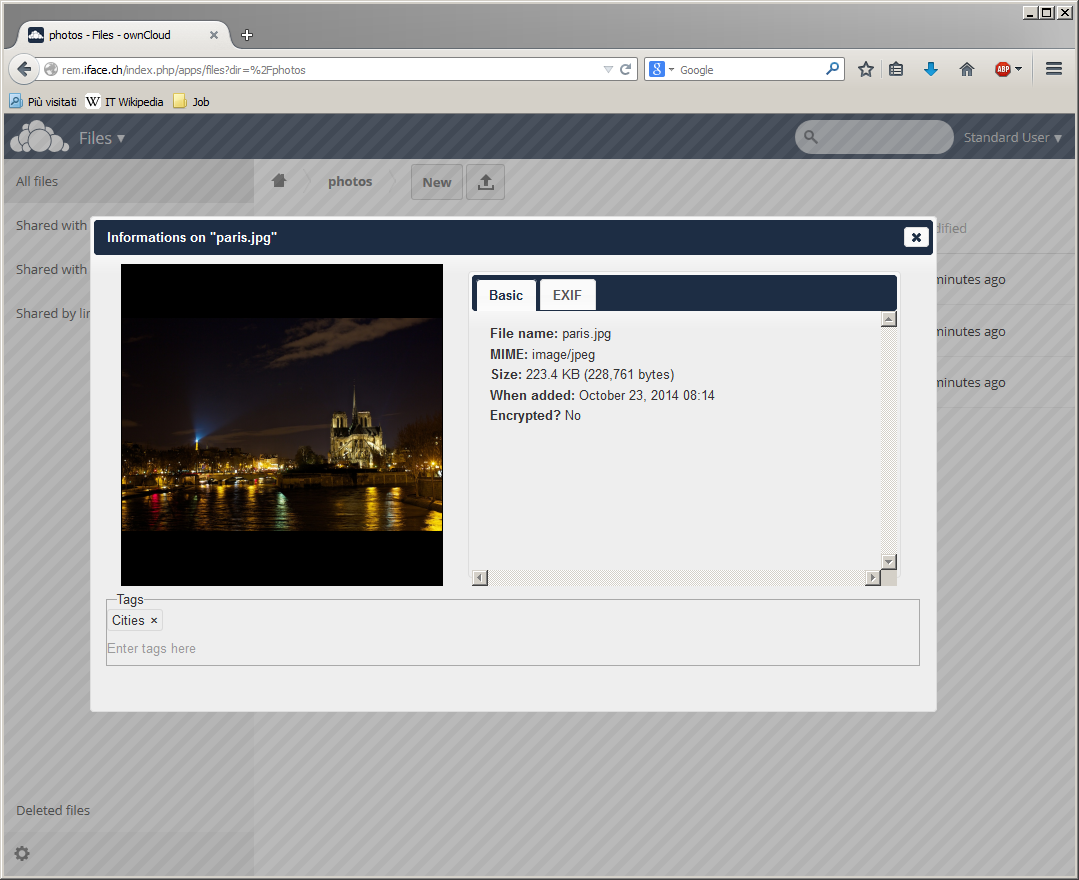 photos - Files - ownCloud
rem.iface.ch/index.php/apps/files?dir=%2Fphotos
8
Google
ABP
Più visitati
W IT Wikipedia
Job
Files ▾
Standard User ▾
All files
photos
New
Shared with
Informations on "paris.jpg"
dified
Shared with
Basic
EXIF
minutes ago
Shared by lin
File name: paris.jpg
minutes ago
MIME: image/jpeg
Size: 223.4 KB (228,761 bytes)
minutes ago
When added: October 23, 2014 08:14
Encrypted? No
Tags
Cities ×
Enter tags here
Deleted files